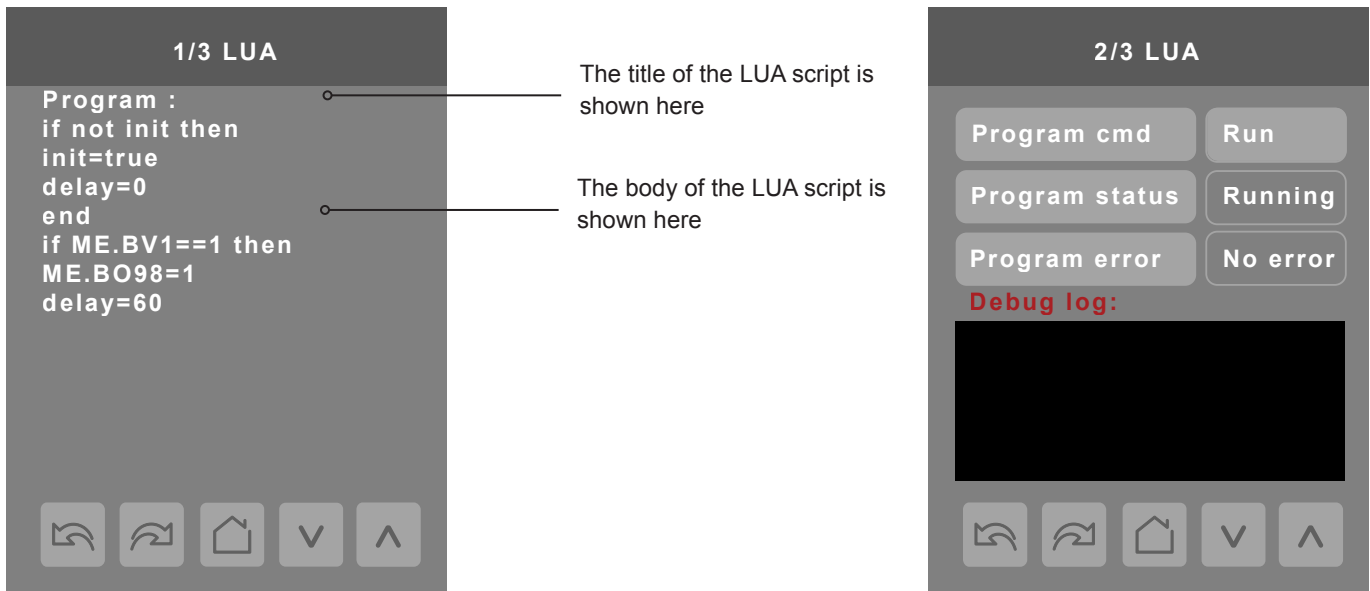 1/3 LUA
Program :
if not init then
init=true
delay=0
end
if ME.BV1==1 then
ME.BO98=1
delay=60
The title of the LUA script is
shown here
The body of the LUA script is
shown here
2/3 LUA
Program cmd Run
Program status Running
Program error No error
Debug log: